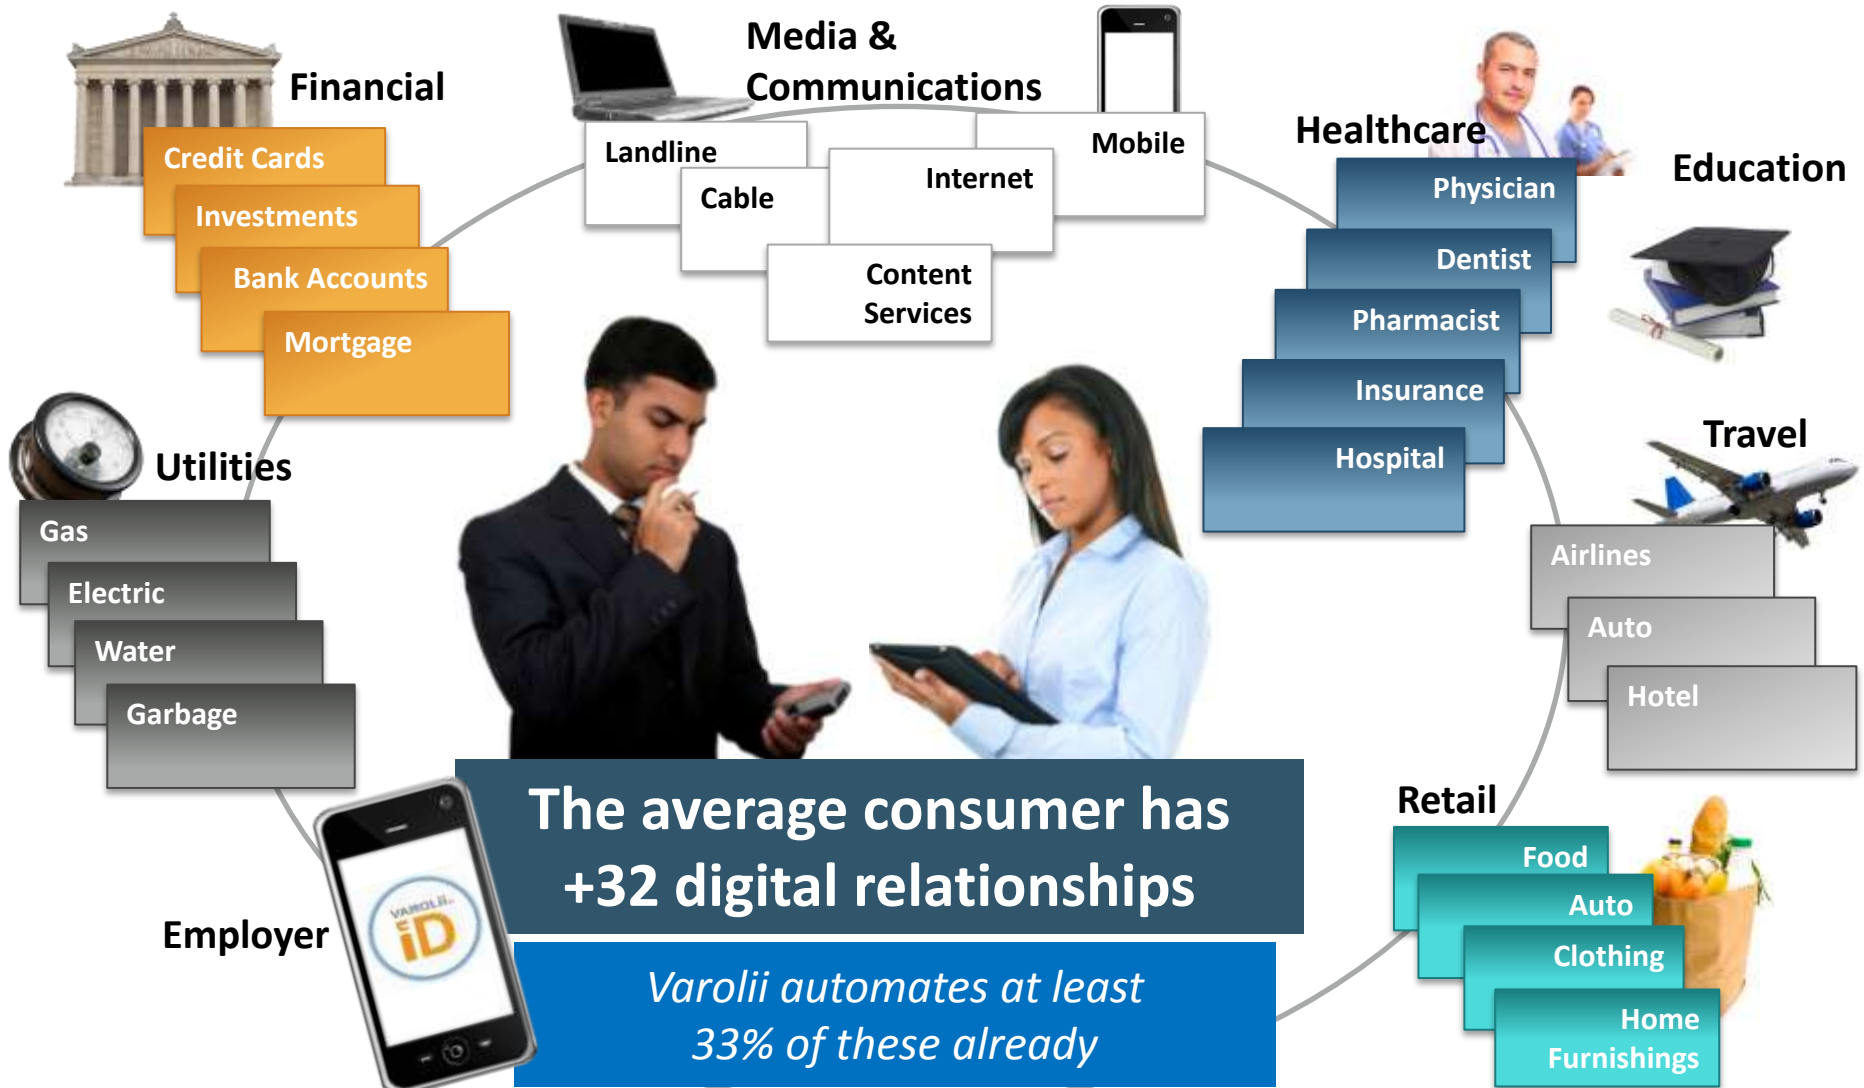 Financial
Credit Cards
Investments
Bank Accounts
Mortgage
Media &
Communications
Landline
Cable
Internet
Mobile
Content
Services
Healthcare
Physician
Dentist
Pharmacist
Insurance
Hospital
Education
Utilities
Gas
Electric
Water
Garbage
Travel
Airlines
Auto
Hotel
Retail
Food
Auto
Clothing
Home
Furnishings
Employer
VAROLii
iD
The average consumer has
+32 digital relationships
Varolii automates at least
33% of these already